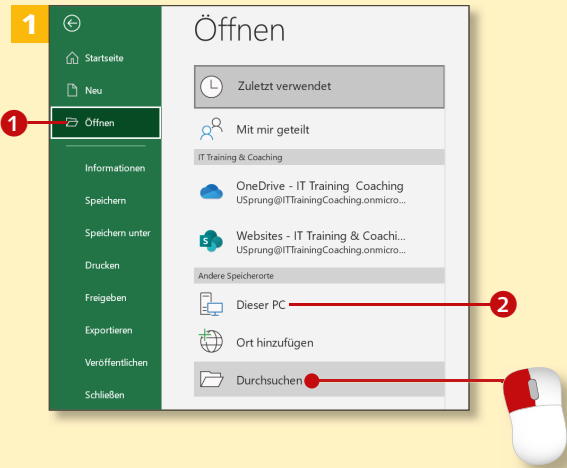 1
Öffnen
Startseite
Neu
1
Öffnen
Informationen
Speichern
Speichern unter
Drucken
Freigeben
Exportieren
Veröffentlichen
Schließen
Zuletzt verwendet
Mit mir geteilt
IT Training & Coaching
OneDrive - IT Training Coaching
USprung@ITTrainingCoaching.onmicro...
S
Websites - IT Training & Coachi...
USprung@ITTrainingCoaching.onmicro...
Andere Speicherorte
Dieser PC
2
Ort hinzufügen
Durchsuchen